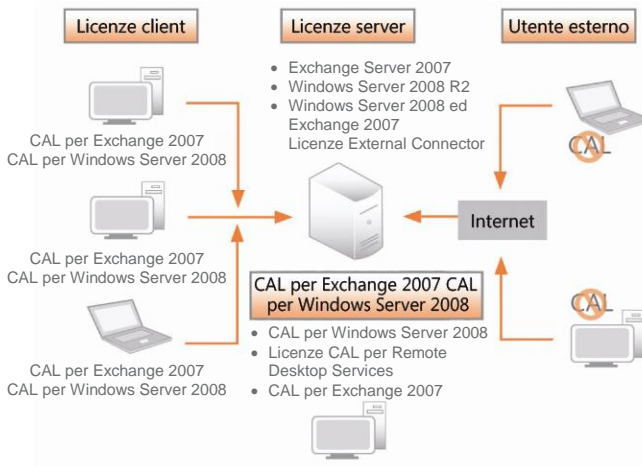 Licenze client
Licenze server
Utente esterno
• Exchange Server 2007
• Windows Server 2008 R2
• Windows Server 2008 ed
Exchange 2007
Licenze External Connector
CAL per Exchange 2007
CAL per Windows Server 2008
CAL
CAL per Exchange 2007
CAL per Windows Server 2008
Internet
CAL per Exchange 2007 CAL
per Windows Server 2008
CAL
• CAL per Windows Server 2008
• Licenze CAL per Remote
Desktop Services
• CAL per Exchange 2007
CAL per Exchange 2007
CAL per Windows Server 2008